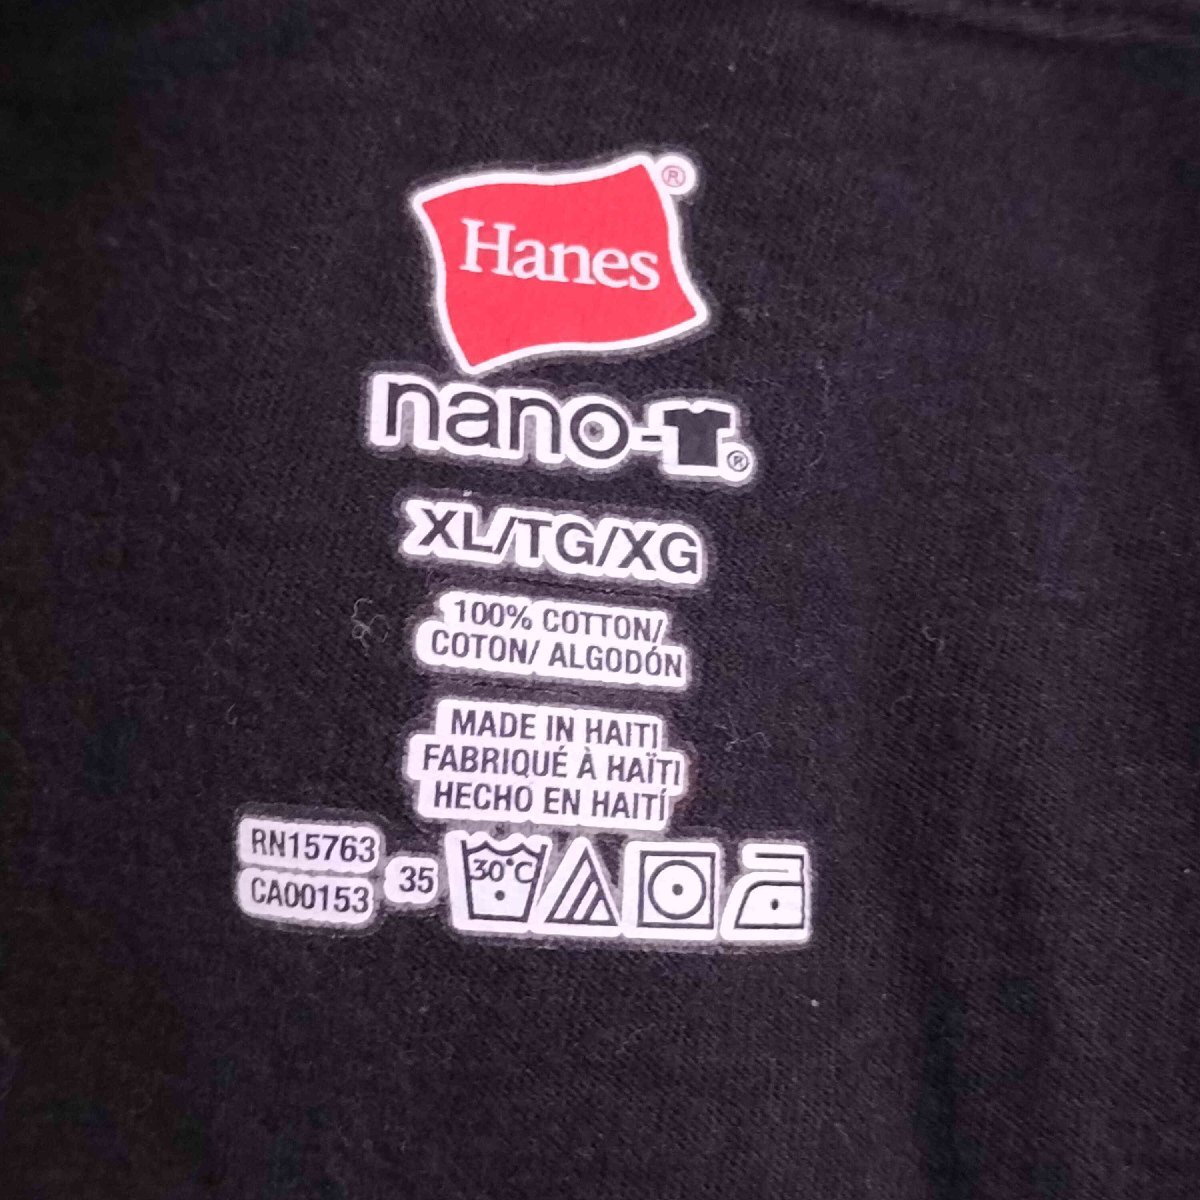 Hanes®
nano-T®
XL/TG/XG
100% COTTON/
COTON/ ALGODÓN
MADE IN HAITI
FABRIQUÉ À HAÏTI
HECHO EN HAITÍ
RN15763
CA00153
35
30°C